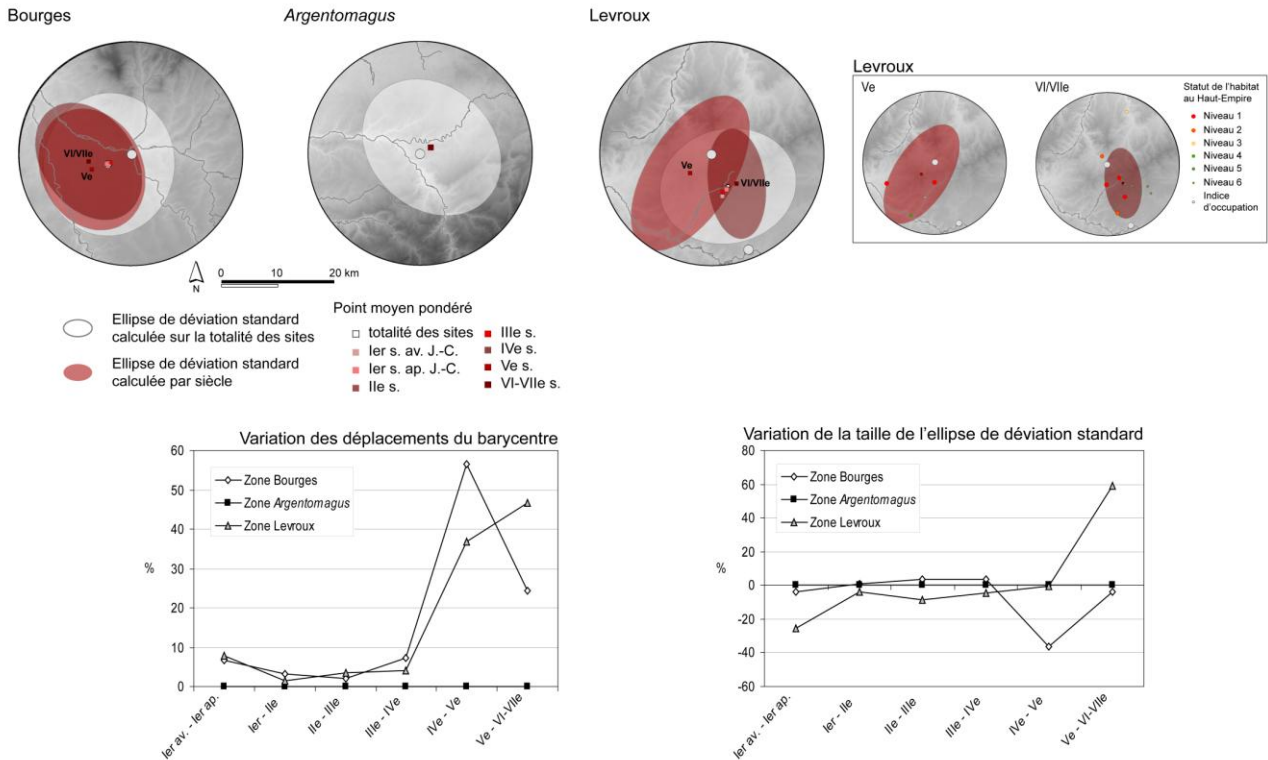 Bourges
Argentomagus
Levroux
VI/VIIe
Ve
Ve
VI/VIIe
Levroux
Ve
VI/VIIe
Statut de l'habitat
au Haut-Empire
Niveau 1
Niveau 2
Niveau 3
Niveau 4
Niveau 5
Niveau 6
Indice
d'occupation
N
0 10 20 km
Ellipse de déviation standard
calculée sur la totalité des sites
Ellipse de déviation standard
calculée par siècle
Point moyen pondéré
totalité des sites
Ier s. av. J.-C.
Ier s. ap. J.-C.
IIe s.
IIIe s.
IVe s.
Ve s.
VI-VIIe s.
Variation des déplacements du barycentre
60
50
40
30
20
10
0
%
Zone Bourges
Zone Argentomagus
Zone Levroux
Ier av. - Ier ap.
Ier - IIe
IIe - IIIe
IIIe - IVe
IVe - Ve
Ve - VI-VIIe
Variation de la taille de l'ellipse de déviation standard
80
60
40
20
0
-20
-40
-60
%
Zone Bourges
Zone Argentomagus
Zone Levroux
Ier av. - Ier ap.
Ier - IIe
IIe - IIIe
IIIe - IVe
IVe - Ve
Ve - VI-VIIe